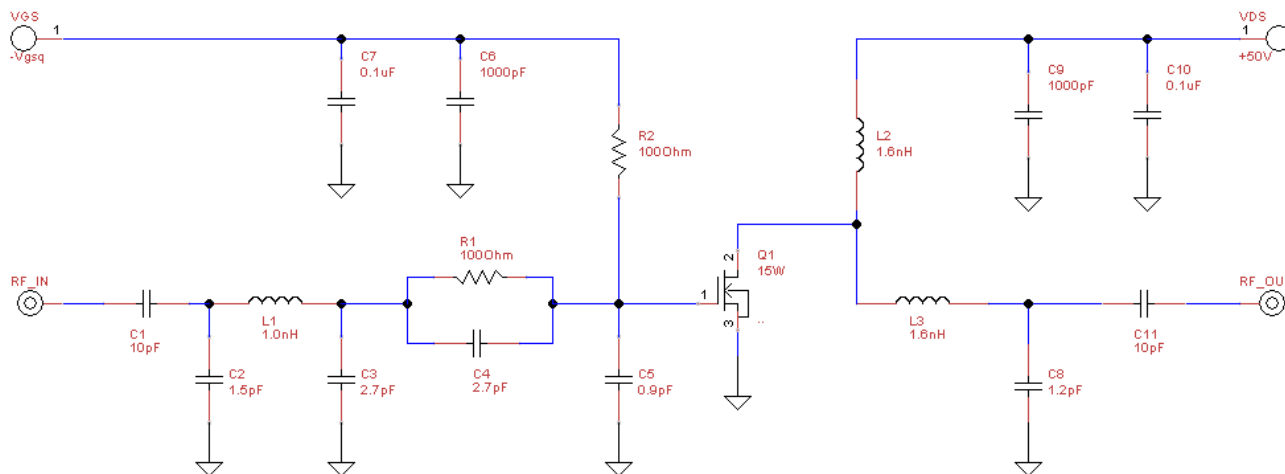 VGS
1
-Vgsq
C7
0.1uF
C6
1000pF
R2
100Ohm
VDS
1
+50V
C9
1000pF
C10
0.1uF
L2
1.6nH
RF_IN
C1
10pF
L1
1.0nH
C2
1.5pF
C3
2.7pF
R1
100Ohm
C4
2.7pF
C5
0.9pF
1
2
3
Q1
15W
L3
1.6nH
C8
1.2pF
C11
10pF
RF_OU